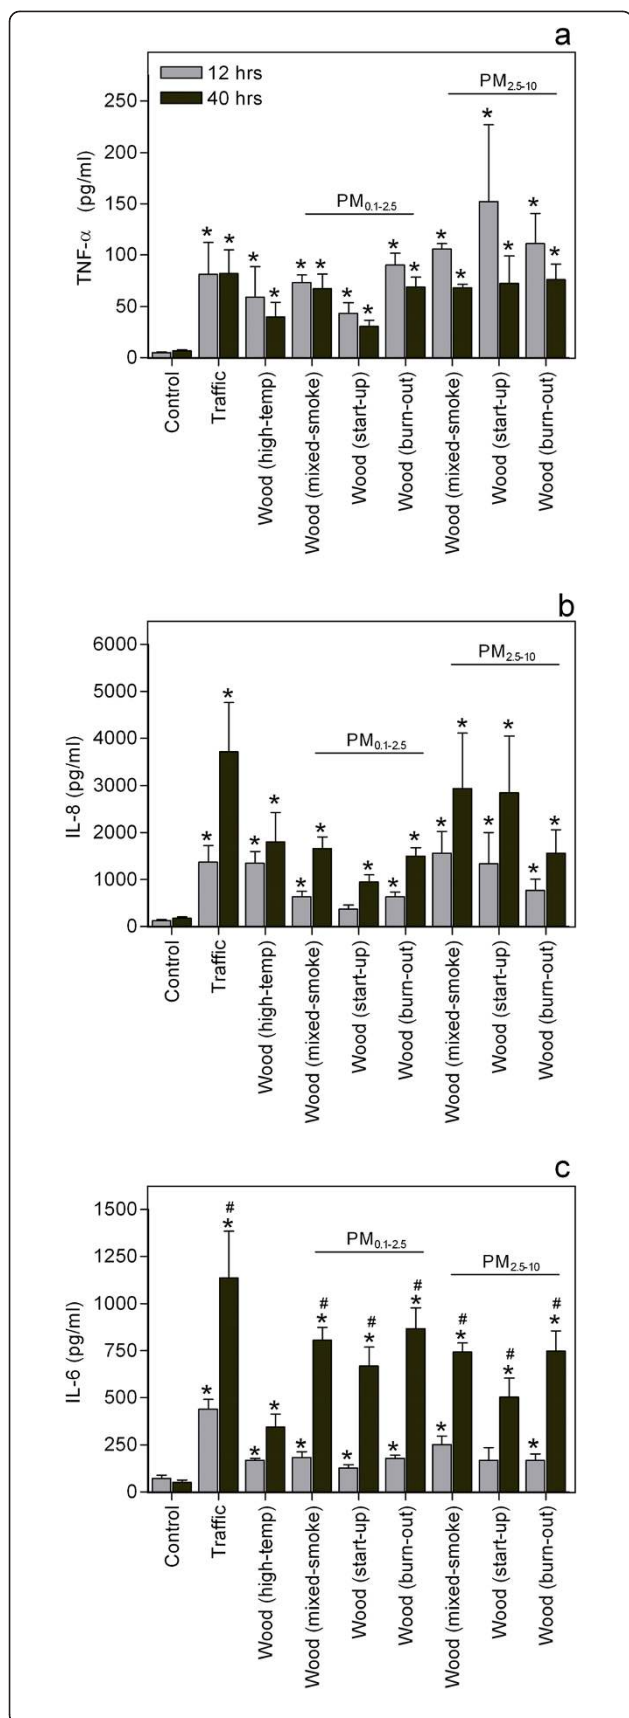 a
12 hrs
40 hrs
PM2.5-10
PM0.1-2.5
* * * * * * * * * * * * * * * *
250
200
150
100
50
0
TNF-α (pg/ml)
Control
Traffic
Wood (high-temp)
Wood (mixed-smoke)
Wood (start-up)
Wood (burn-out)
Wood (mixed-smoke)
Wood (start-up)
Wood (burn-out)
b
PM2.5-10
PM0.1-2.5
* * * * * * * * * * * * * * *
6000
5000
4000
3000
2000
1000
0
IL-8 (pg/ml)
Control
Traffic
Wood (high-temp)
Wood (mixed-smoke)
Wood (start-up)
Wood (burn-out)
Wood (mixed-smoke)
Wood (start-up)
Wood (burn-out)
c
PM0.1-2.5
PM2.5-10
# # # # # # #
* * * * * * * * * * * * * * *
1500
1250
1000
750
500
250
0
IL-6 (pg/ml)
Control
Traffic
Wood (high-temp)
Wood (mixed-smoke)
Wood (start-up)
Wood (burn-out)
Wood (mixed-smoke)
Wood (start-up)
Wood (burn-out)